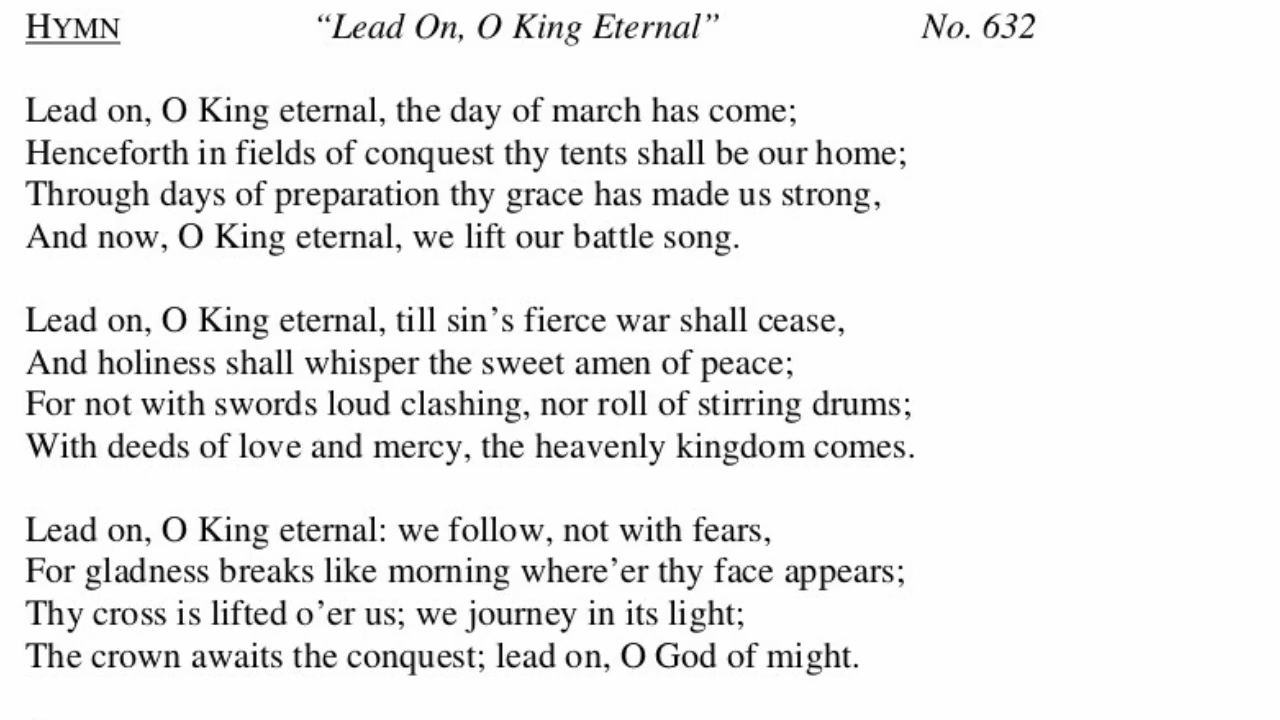 HYMN “Lead On, O King Eternal” No. 632
Lead on, O King eternal, the day of march has come;
Henceforth in fields of conquest thy tents shall be our home;
Through days of preparation thy grace has made us strong,
And now, O King eternal, we lift our battle song.
Lead on, O King eternal, till sin’s fierce war shall cease,
And holiness shall whisper the sweet amen of peace;
For not with swords loud clashing, nor roll of stirring drums;
With deeds of love and mercy, the heavenly kingdom comes.
Lead on, O King eternal: we follow, not with fears,
For gladness breaks like morning where’er thy face appears;
Thy cross is lifted o’er us; we journey in its light;
The crown awaits the conquest; lead on, O God of might.